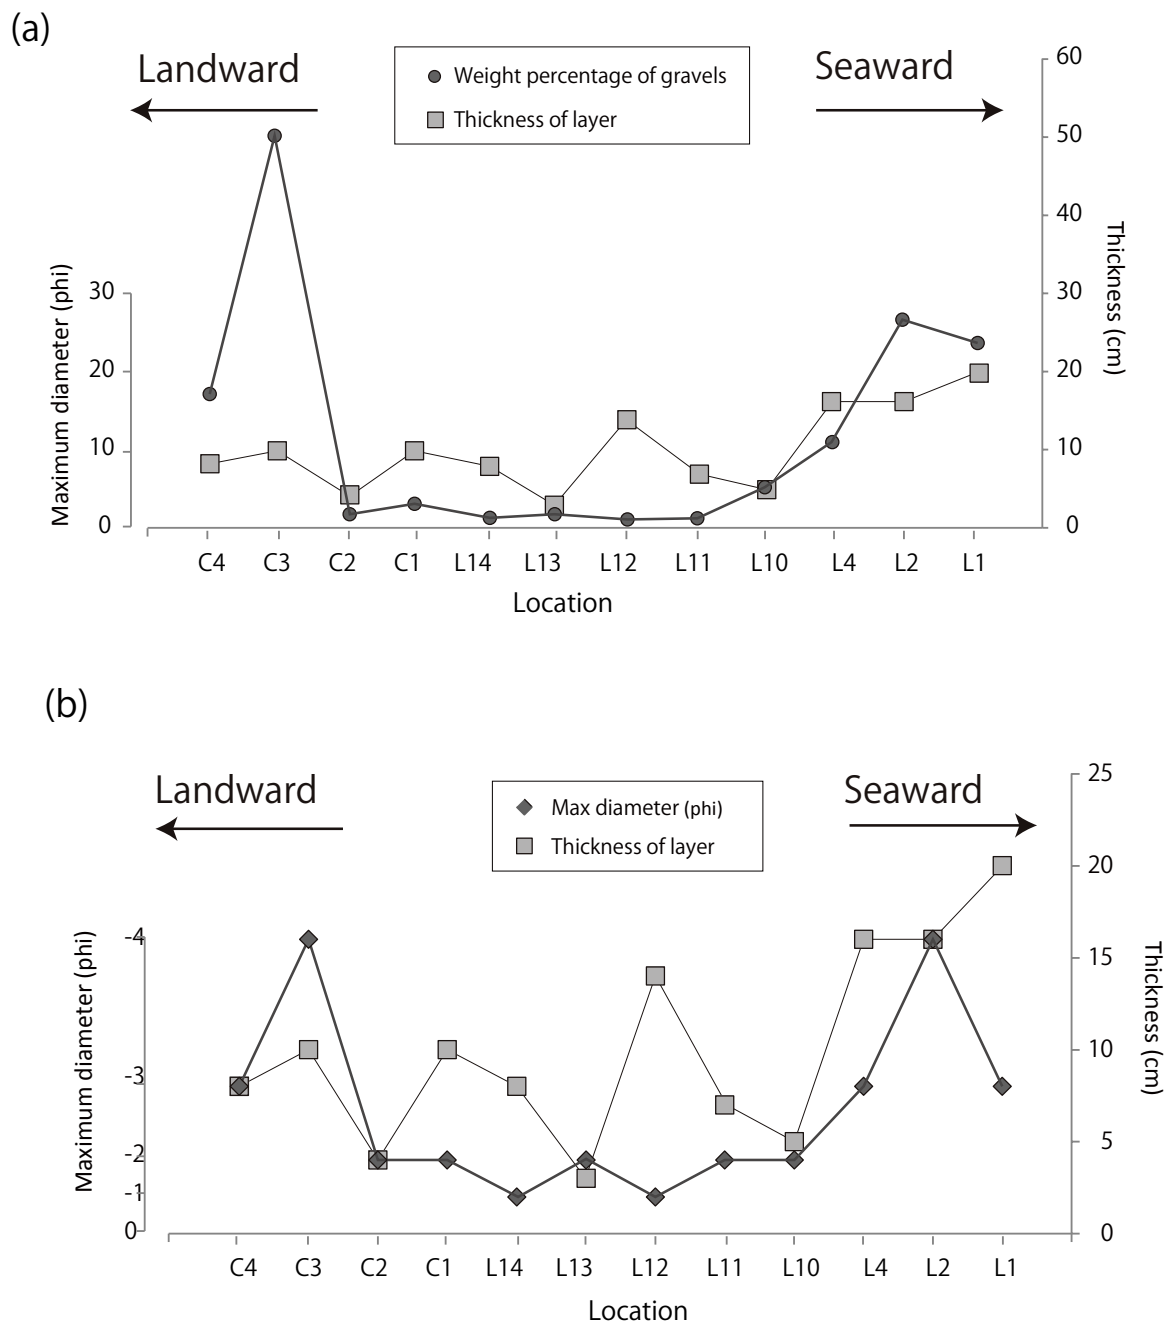 (a)
Landward
Seaward
Weight percentage of gravels
Thickness of layer
Maximum diameter (phi)
30
20
10
0
60
50
40
30
20
10
0
Thickness (cm)
C4 C3 C2 C1 L14 L13 L12 L11 L10 L4 L2 L1
Location
(b)
Landward
Seaward
Max diameter (phi)
Thickness of layer
Maximum diameter (phi)
-4
-3
-2
-1
0
25
20
15
10
5
0
Thickness (cm)
C4 C3 C2 C1 L14 L13 L12 L11 L10 L4 L2 L1
Location